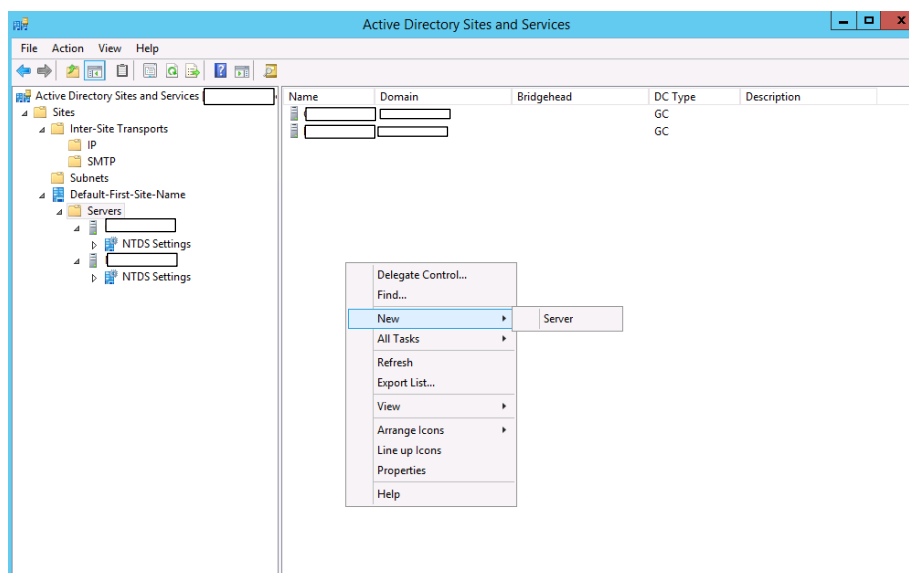 Active Directory Sites and Services
File Action View Help
Active Directory Sites and Services
Sites
Inter-Site Transports
IP
SMTP
Subnets
Default-First-Site-Name
Servers
NTDS Settings
NTDS Settings
Name Domain Bridgehead DC Type Description
GC
GC
Delegate Control...
Find...
New
Server
All Tasks
Refresh
Export List...
View
Arrange Icons
Line up Icons
Properties
Help